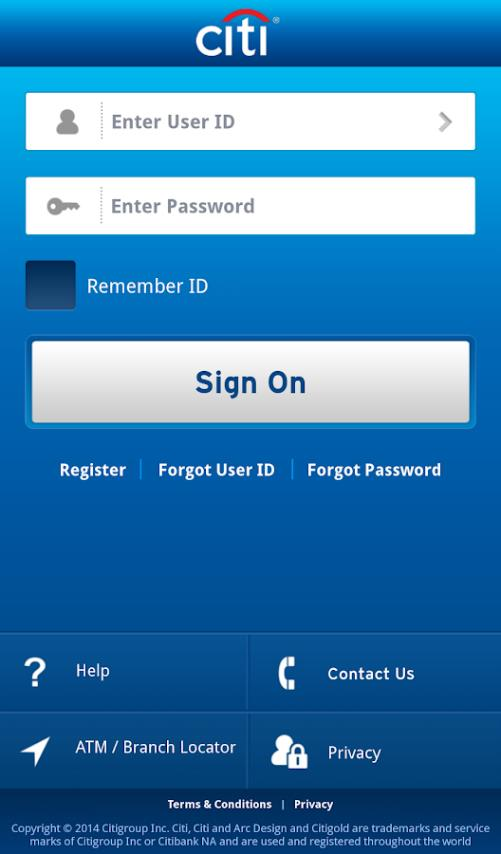 citi®
Enter User ID
Enter Password
Remember ID
Sign On
Register | Forgot User ID | Forgot Password
Help
Contact Us
ATM / Branch Locator
Privacy
Terms & Conditions | Privacy
Copyright © 2014 Citigroup Inc. Citi, Citi and Arc Design and Citigold are trademarks and service
marks of Citigroup Inc or Citibank NA and are used and registered throughout the world